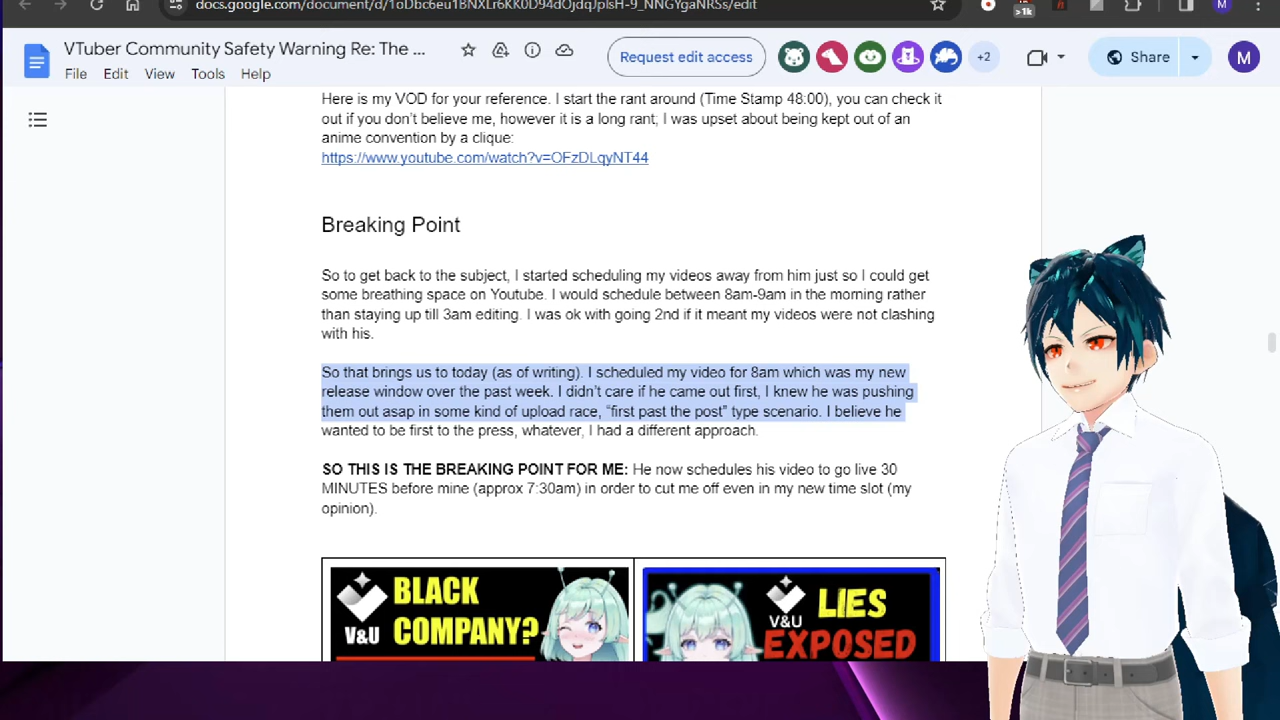 docs.google.com/document/d/1oDbc6eu1BNXLr6KK0D94dOjdqJplsH-9_NNGYgaNRSs/edit
>1k
M
VTuber Community Safety Warning Re: The ...
File Edit View Tools Help
Request edit access
+2
Share
M
Here is my VOD for your reference. I start the rant around (Time Stamp 48:00), you can check it
out if you don’t believe me, however it is a long rant; I was upset about being kept out of an
anime convention by a clique:
https://www.youtube.com/watch?v=OFzDLqyNT44
Breaking Point
So to get back to the subject, I started scheduling my videos away from him just so I could get
some breathing space on Youtube. I would schedule between 8am-9am in the morning rather
than staying up till 3am editing. I was ok with going 2nd if it meant my videos were not clashing
with his.
So that brings us to today (as of writing). I scheduled my video for 8am which was my new
release window over the past week. I didn’t care if he came out first, I knew he was pushing
them out asap in some kind of upload race, “first past the post” type scenario. I believe he
wanted to be first to the press, whatever, I had a different approach.
SO THIS IS THE BREAKING POINT FOR ME: He now schedules his video to go live 30
MINUTES before mine (approx 7:30am) in order to cut me off even in my new time slot (my
opinion).
BLACK
COMPANY?
V&U
LIES
EXPOSED
V&U